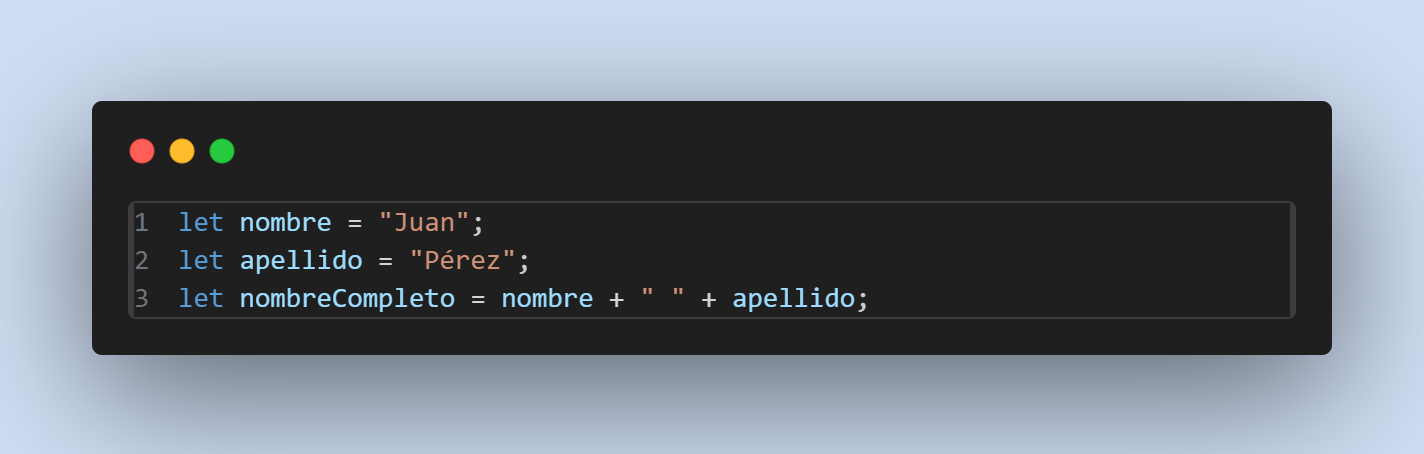 1 let nombre = "Juan";
2 let apellido = "Pérez";
3 let nombreCompleto = nombre + " " + apellido;